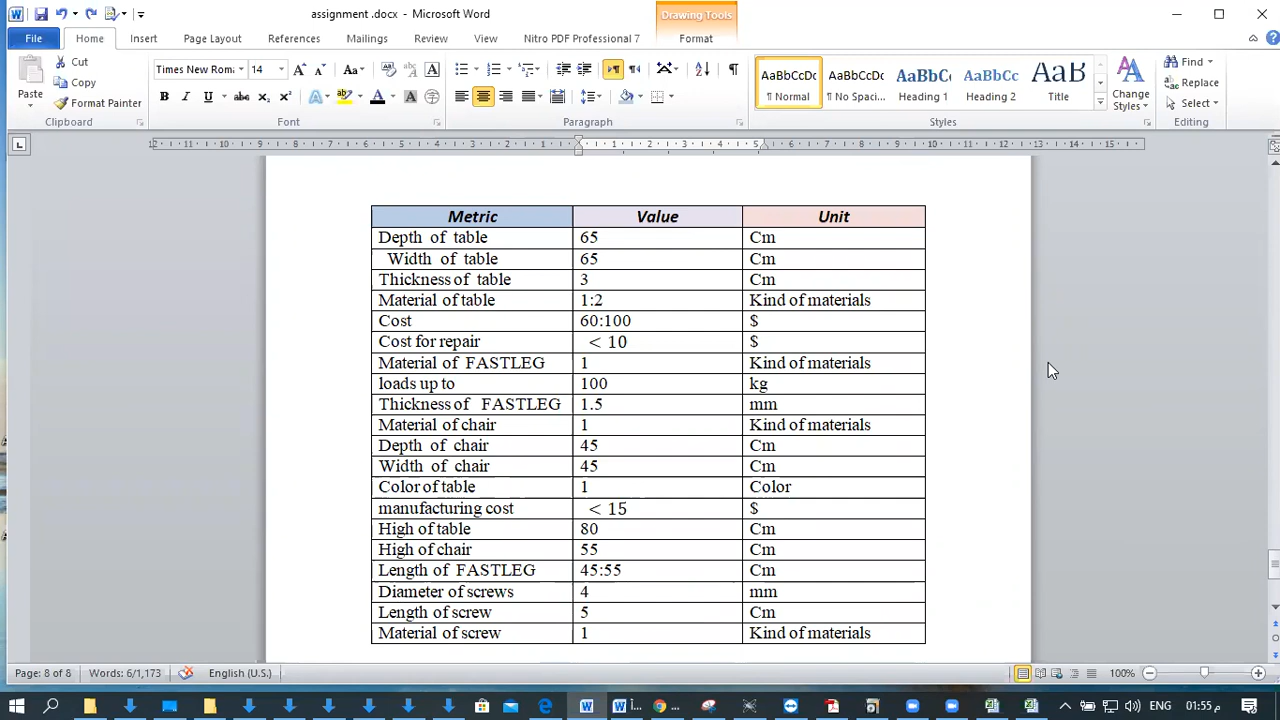 assignment .docx - Microsoft Word
Drawing Tools
File Home Insert Page Layout References Mailings Review View Nitro PDF Professional 7 Format
Paste
Cut
Copy
Format Painter
Clipboard
Times New Rom 14
Font
Paragraph
AaBbCcDc AaBbCcDc AaBbC AaBbCc AaB
¶ Normal ¶ No Spaci... Heading 1 Heading 2 Title
Change Styles
Styles
Find
Replace
Select
Editing
Metric Value Unit
Depth of table 65 Cm
Width of table 65 Cm
Thickness of table 3 Cm
Material of table 1:2 Kind of materials
Cost 60:100 $
Cost for repair < 10 $
Material of FASTLEG 1 Kind of materials
loads up to 100 kg
Thickness of FASTLEG 1.5 mm
Material of chair 1 Kind of materials
Depth of chair 45 Cm
Width of chair 45 Cm
Color of table 1 Color
manufacturing cost < 15 $
High of table 80 Cm
High of chair 55 Cm
Length of FASTLEG 45:55 Cm
Diameter of screws 4 mm
Length of screw 5 Cm
Material of screw 1 Kind of materials
Page: 8 of 8 Words: 6/1,173 English (U.S.) 100%
ENG 01:55 م